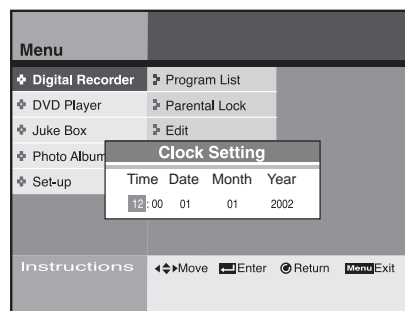 Menu
Digital Recorder
Program List
DVD Player
Parental Lock
Juke Box
Edit
Photo Album
Set-up
Clock Setting
Time Date Month Year
12 : 00 01 01 2002
Instructions Move Enter Return Menu Exit